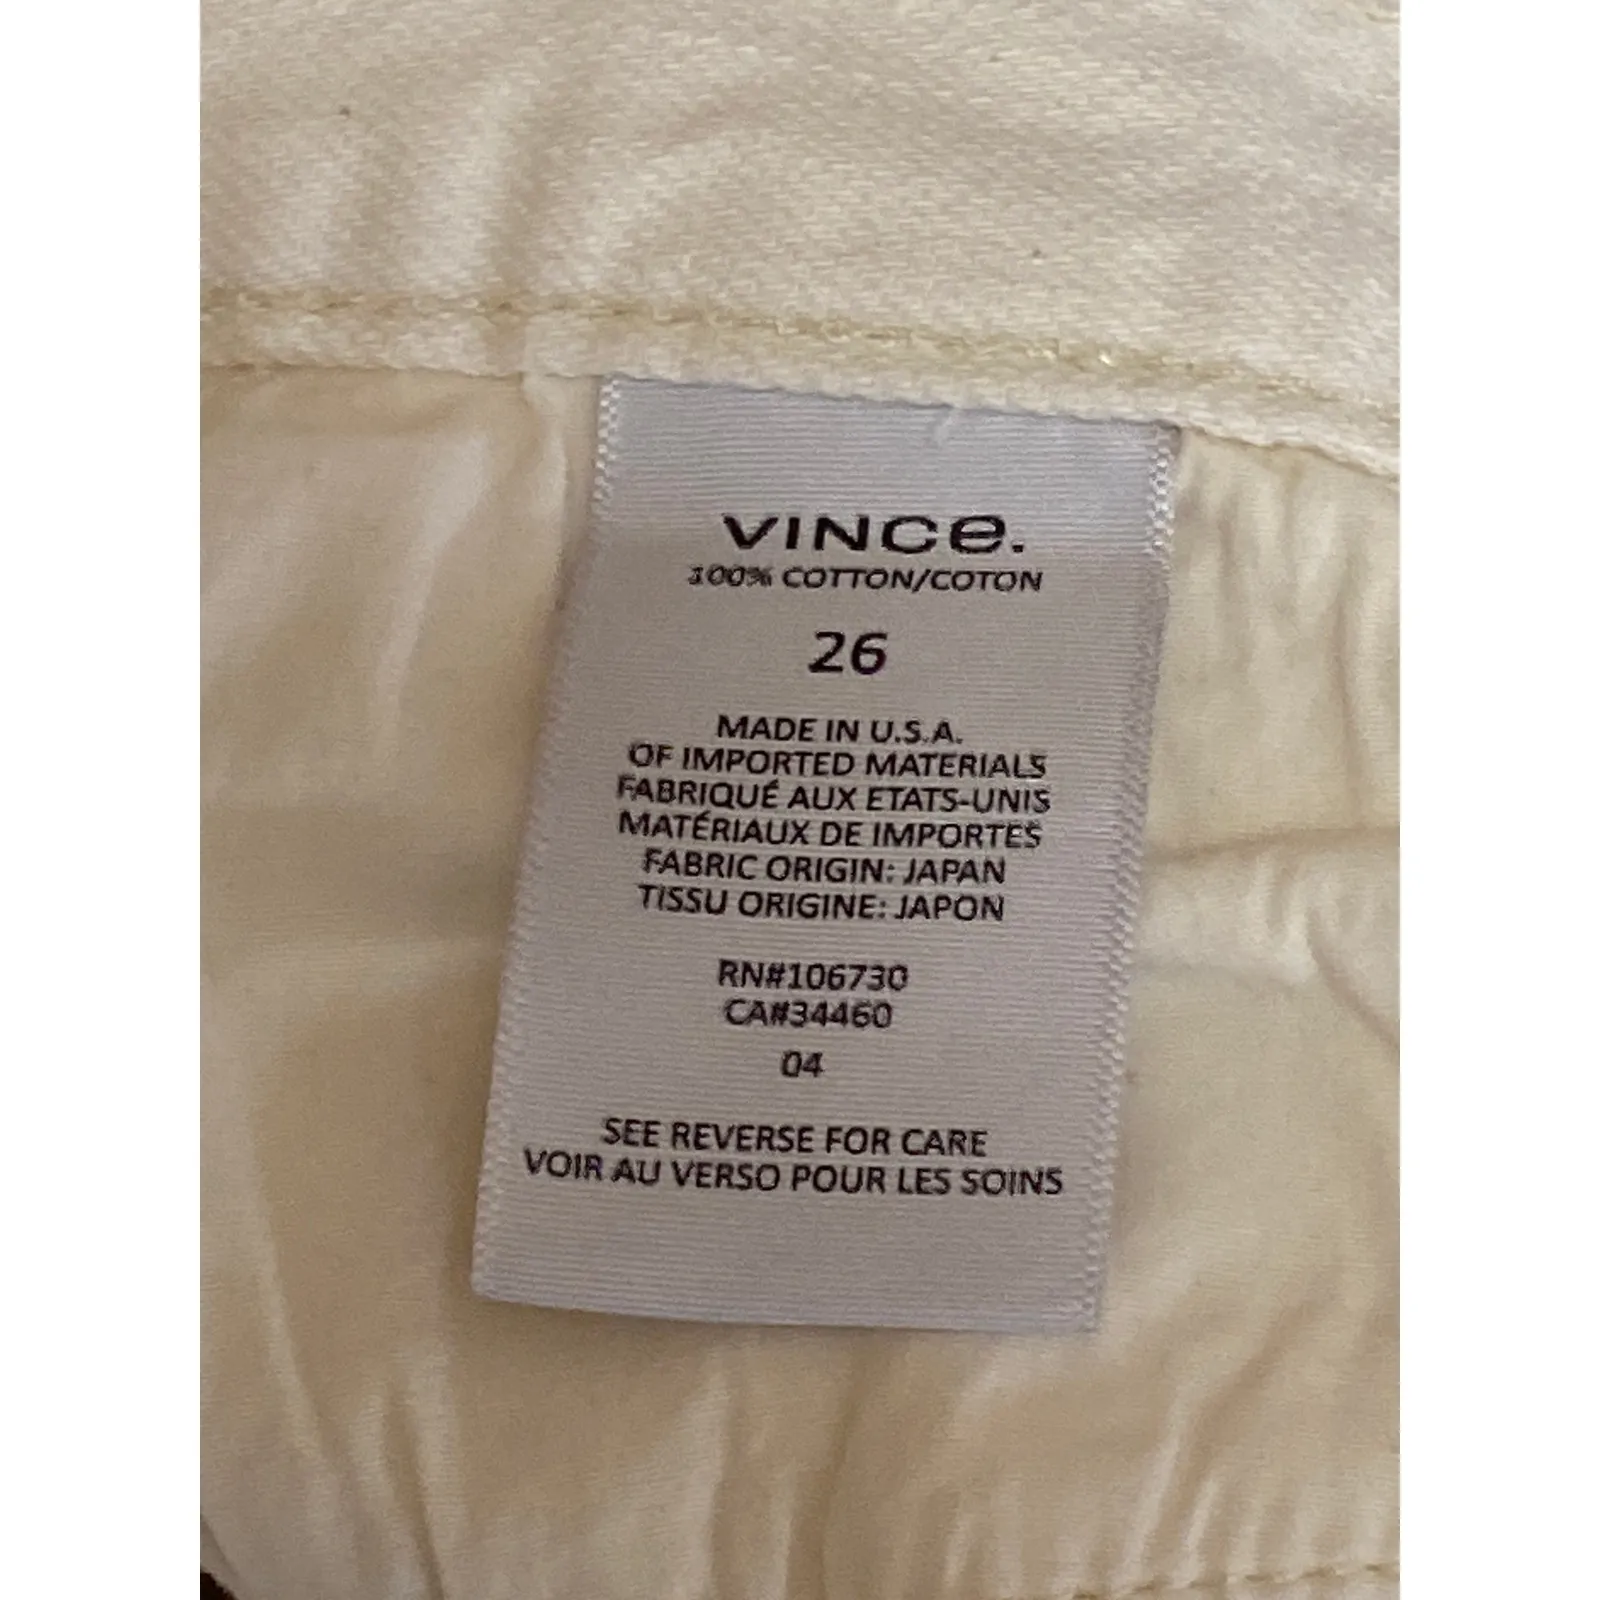 VINCE.
100% COTTON/COTON
26
MADE IN U.S.A.
OF IMPORTED MATERIALS
FABRIQUÉ AUX ETATS-UNIS
MATÉRIAUX DE IMPORTES
FABRIC ORIGIN: JAPAN
TISSU ORIGINE: JAPON
RN#106730
CA#34460
04
SEE REVERSE FOR CARE
VOIR AU VERSO POUR LES SOINS